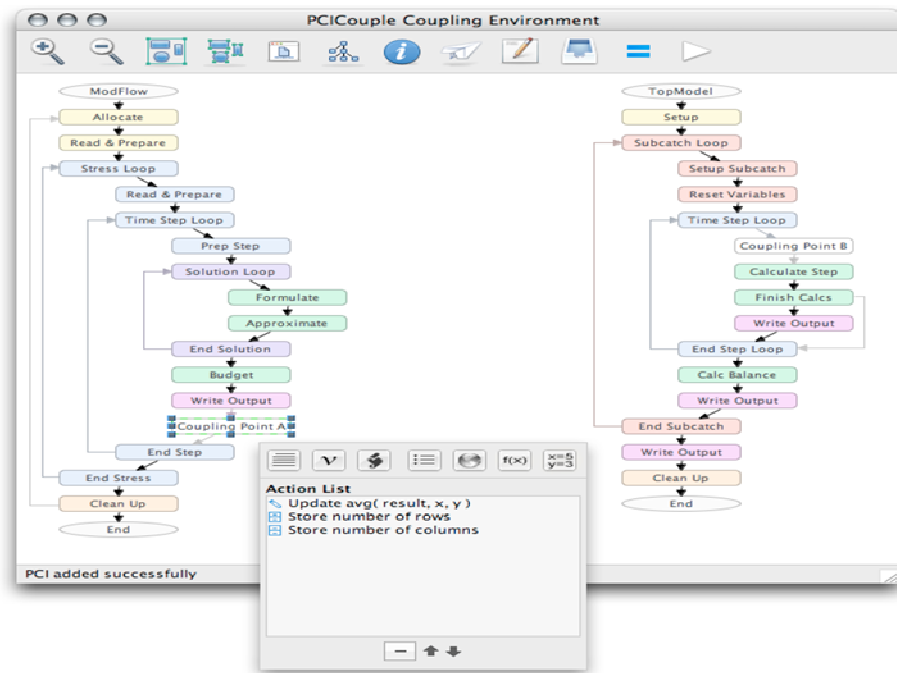 PCICouple Coupling Environment
ModFlow
Allocate
Read & Prepare
Stress Loop
Read & Prepare
Time Step Loop
Prep Step
Solution Loop
Formulate
Approximate
End Solution
Budget
Write Output
Coupling Point A
End Step
End Stress
Clean Up
End
TopModel
Setup
Subcatch Loop
Setup Subcatch
Reset Variables
Time Step Loop
Coupling Point B
Calculate Step
Finish Calcs
Write Output
End Step Loop
Calc Balance
Write Output
End Subcatch
Write Output
Clean Up
End
V
f(x)
x=5
y=3
Action List
Update avg( result, x, y )
Store number of rows
Store number of columns
PCI added successfully